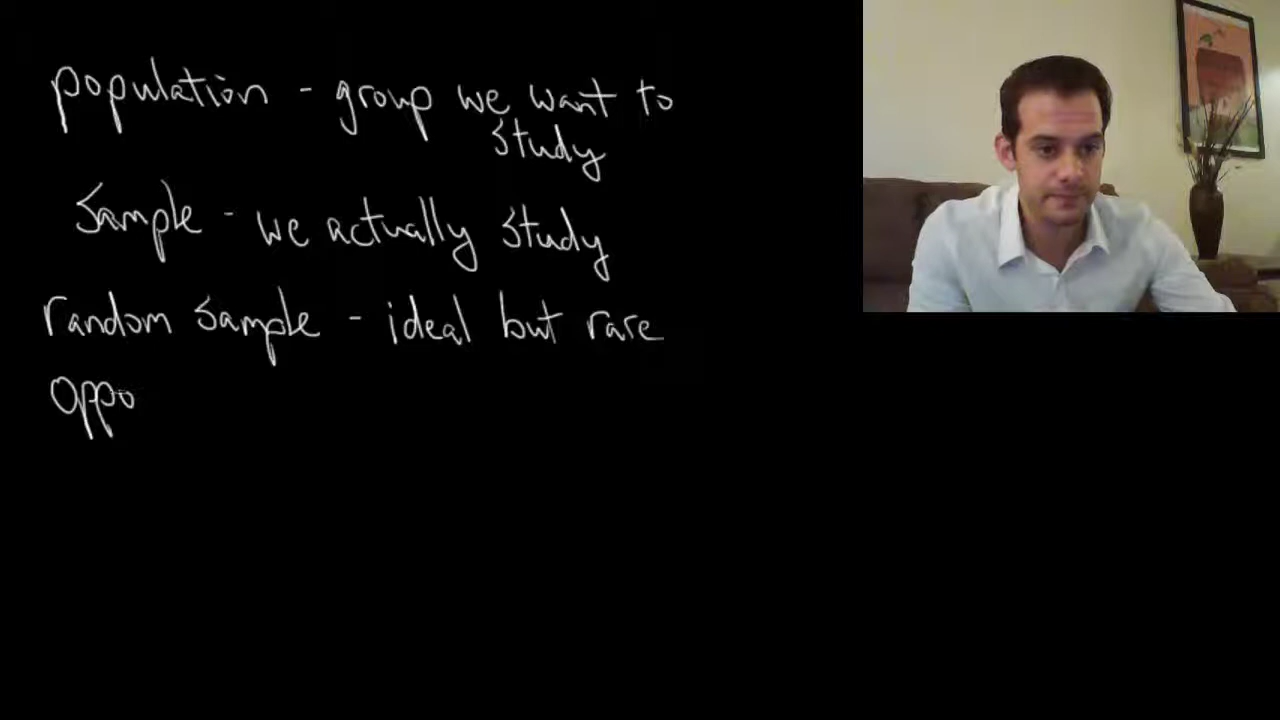 population - group we want to
study
sample - we actually study
random sample - ideal but rare
oppo